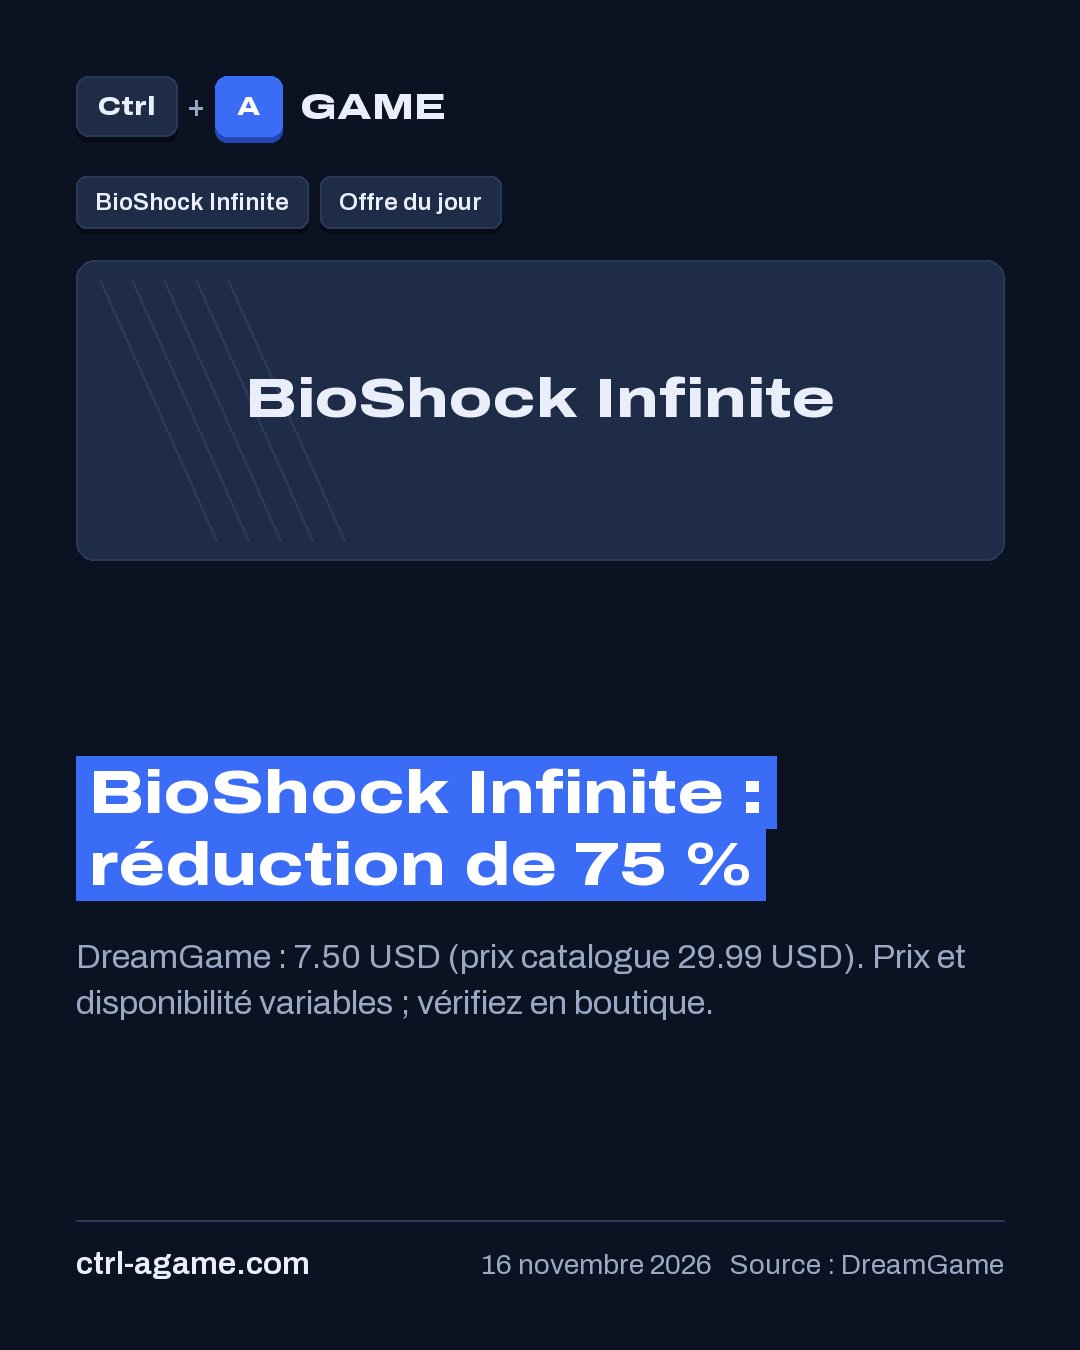 Ctrl + A GAME
BioShock Infinite Offre du jour
BioShock Infinite
BioShock Infinite :
réduction de 75 %
DreamGame : 7.50 USD (prix catalogue 29.99 USD). Prix et
disponibilité variables ; vérifiez en boutique.
ctrl-agame.com 16 novembre 2026 Source : DreamGame